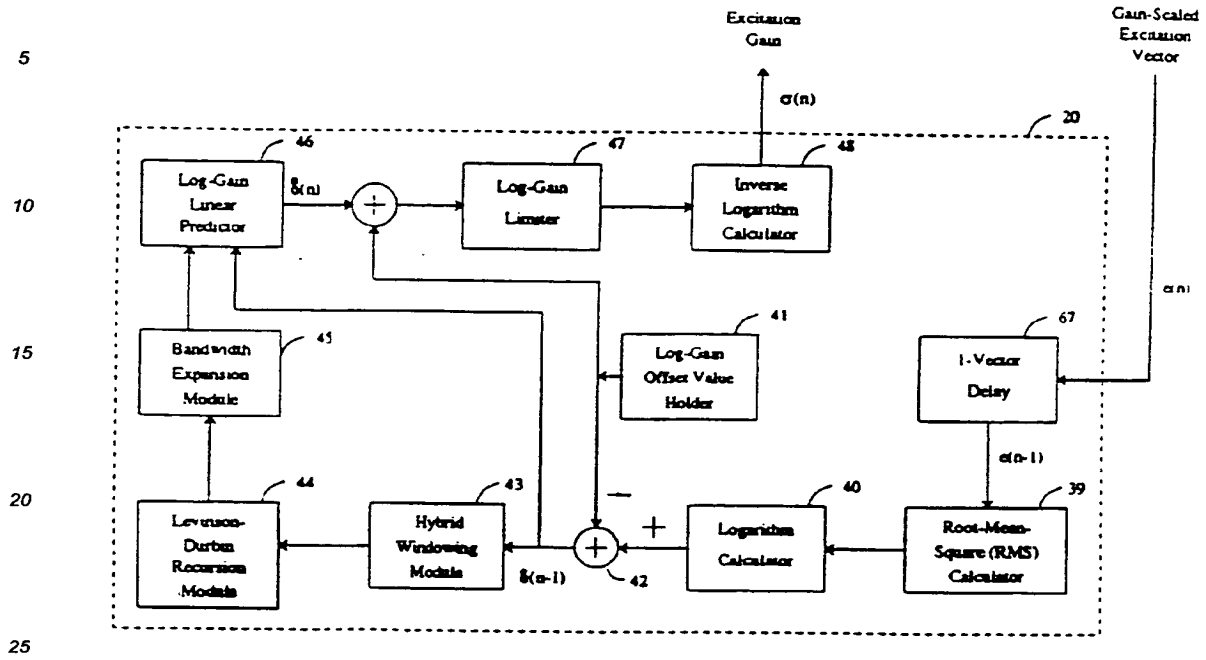 Excitation
Gain
Gain-Scaled
Excitation
Vector
5
σ(n)
20
46
47
48
Log-Gain
Linear
Predictor
δ(n)
+
Log-Gain
Limiter
Inverse
Logarithm
Calculator
10
e(n)
41
67
45
Bandwidth
Expansion
Module
Log-Gain
Offset Value
Holder
1-Vector
Delay
15
e(n-1)
20
44
43
−
40
39
Levinson-
Durbin
Recursion
Module
Hybrid
Windowing
Module
δ(n-1)
+
42
+
Logarithm
Calculator
Root-Mean-
Square (RMS)
Calculator
25